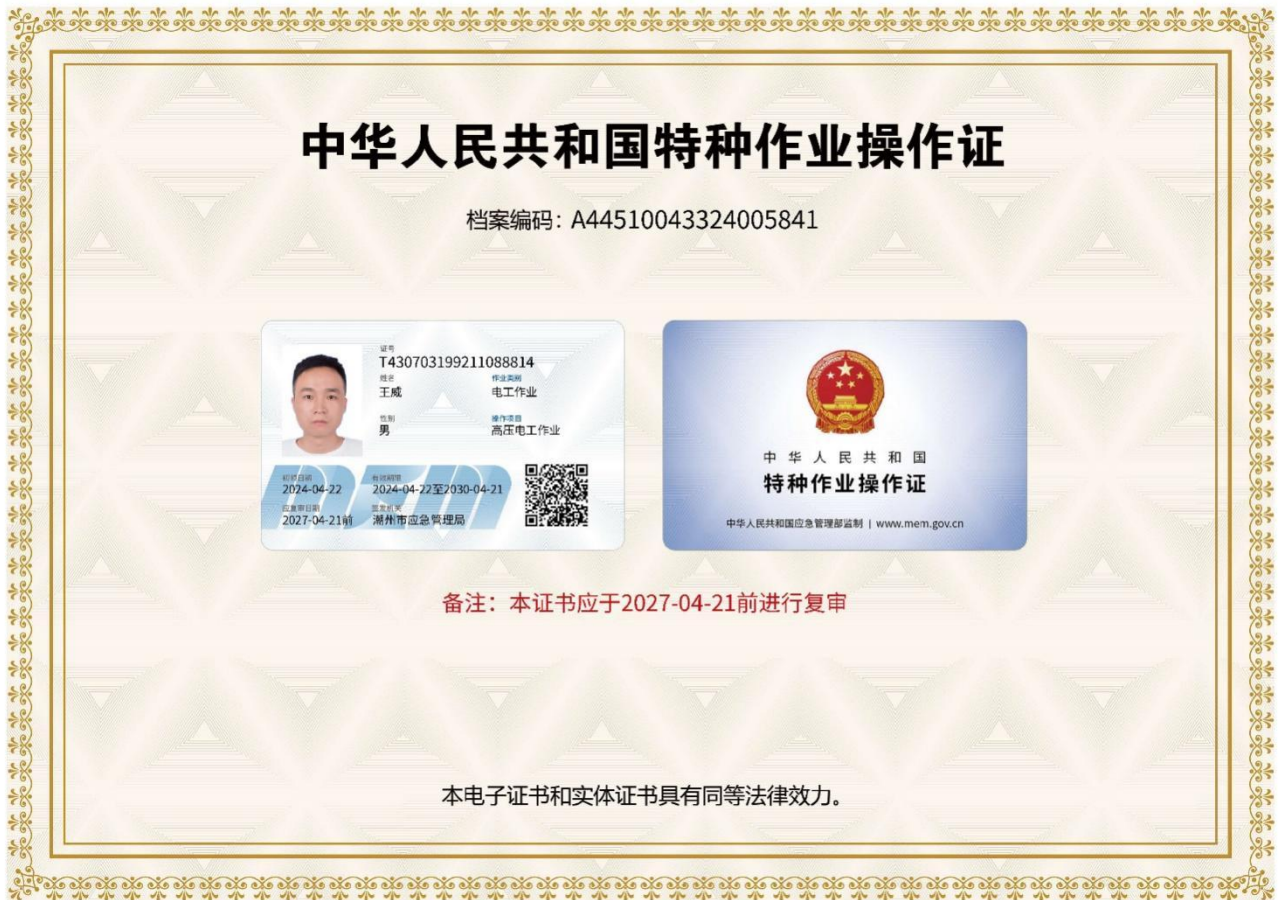 中华人民共和国特种作业操作证
档案编码：A44510043324005841
证号
T430703199211088814
姓名 作业类别
王威 电工作业
性别 操作项目
男 高压电工作业
初领日期 有效期限
2024-04-22 2024-04-22至2030-04-21
应复审日期 签发机关
2027-04-21前 潮州市应急管理局
中华人民共和国
特种作业操作证
中华人民共和国应急管理部监制 | www.mem.gov.cn
备注：本证书应于2027-04-21前进行复审
本电子证书和实体证书具有同等法律效力。